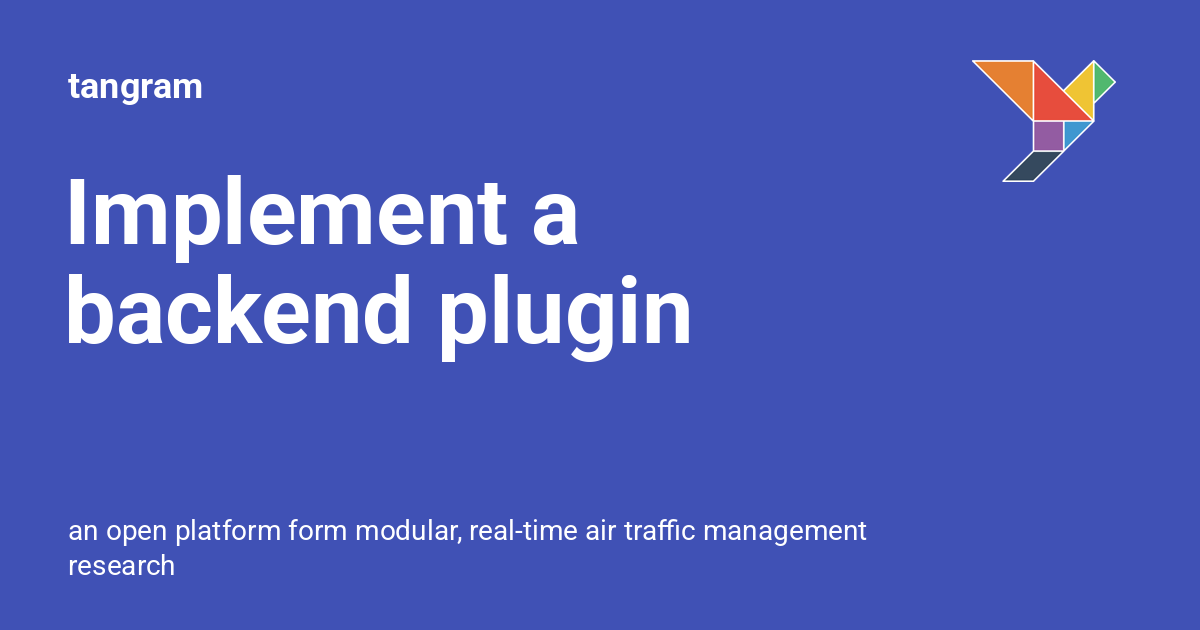 tangram
Implement a
backend plugin
an open platform form modular, real-time air traffic management
research